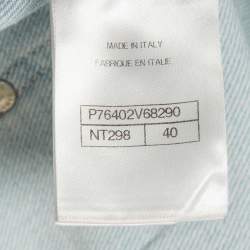 MADE IN ITALY
FABRIQUE EN ITALIE
P76402V68290
NT298 40